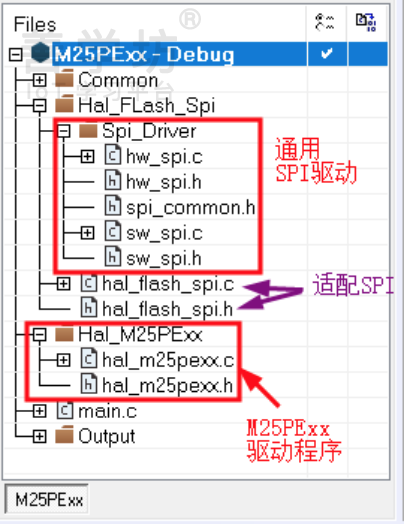 Files
M25PExx - Debug
Common
Hal_FLash_Spi
Spi_Driver
hw_spi.c
hw_spi.h
spi_common.h
sw_spi.c
sw_spi.h
通用
SPI驱动
hal_flash_spi.c
hal_flash_spi.h
适配SPI
Hal_M25PExx
hal_m25pexx.c
hal_m25pexx.h
main.c
Output
M25PExx
驱动程序
M25PExx